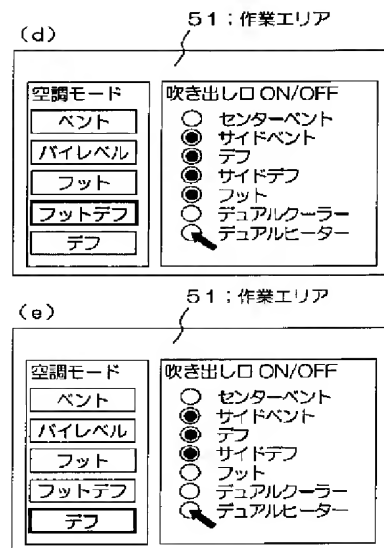 (d)
51;作業エリア
空調モード
ベント
バイレベル
フット
フットデフ
デフ
吹き出し口 ON/OFF
センターベント
サイドベント
デフ
サイドデフ
フット
デュアルクーラー
デュアルヒーター
(e)
51;作業エリア
空調モード
ベント
バイレベル
フット
フットデフ
デフ
吹き出し口 ON/OFF
センターベント
サイドベント
デフ
サイドデフ
フット
デュアルクーラー
デュアルヒーター